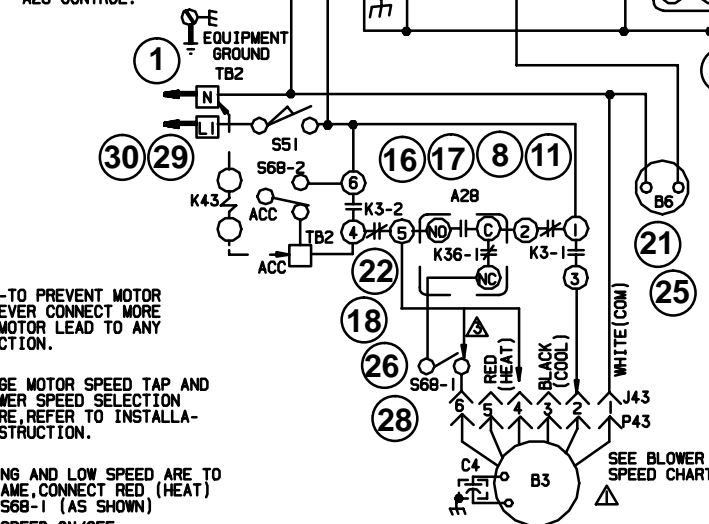 EQUIPMENT
GROUND
1
TB2
N
L1
30 29
S51
S68-2
16 17 8 11
6
A28
K43
ACC
K3-2
TB2
4
5
NO
C
2
1
K36-1
K3-1
ACC
22
NC
3
B6
21
25
-TO PREVENT MOTOR
EVER CONNECT MORE
MOTOR LEAD TO ANY
CTION.
18
3
26
S68-1
RED
(HEAT)
BLACK
(COOL)
WHITE(COM)
GE MOTOR SPEED TAP AND
WER SPEED SELECTION
RE,REFER TO INSTALLA-
STRUCTION.
28
6 5 4 3 2 1
J43
P43
NG AND LOW SPEED ARE TO
AME,CONNECT RED (HEAT)
S68-1 (AS SHOWN)
C4
B3
SEE BLOWER
SPEED CHART
1